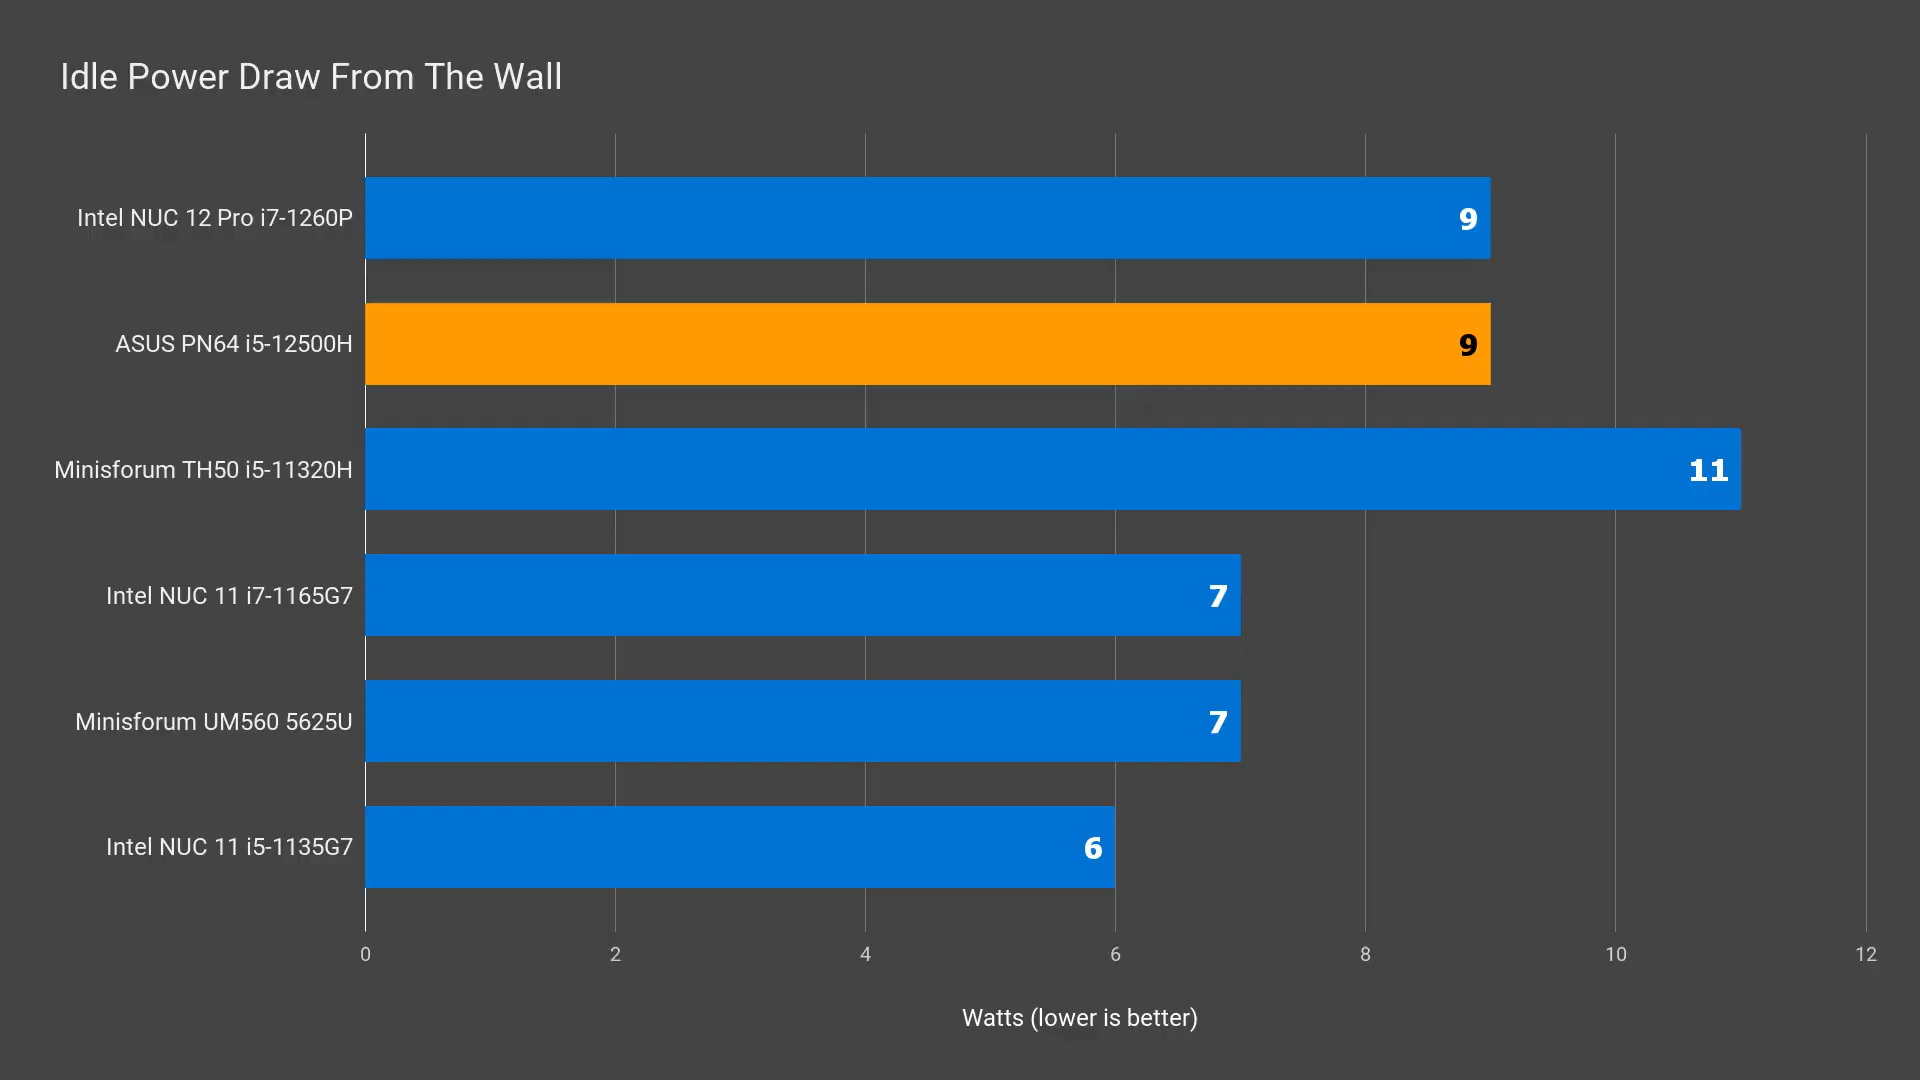 Idle Power Draw From The Wall
Intel NUC 12 Pro i7-1260P
9
ASUS PN64 i5-12500H
9
Minisforum TH50 i5-11320H
11
Intel NUC 11 i7-1165G7
7
Minisforum UM560 5625U
7
Intel NUC 11 i5-1135G7
6
0 2 4 6 8 10 12
Watts (lower is better)